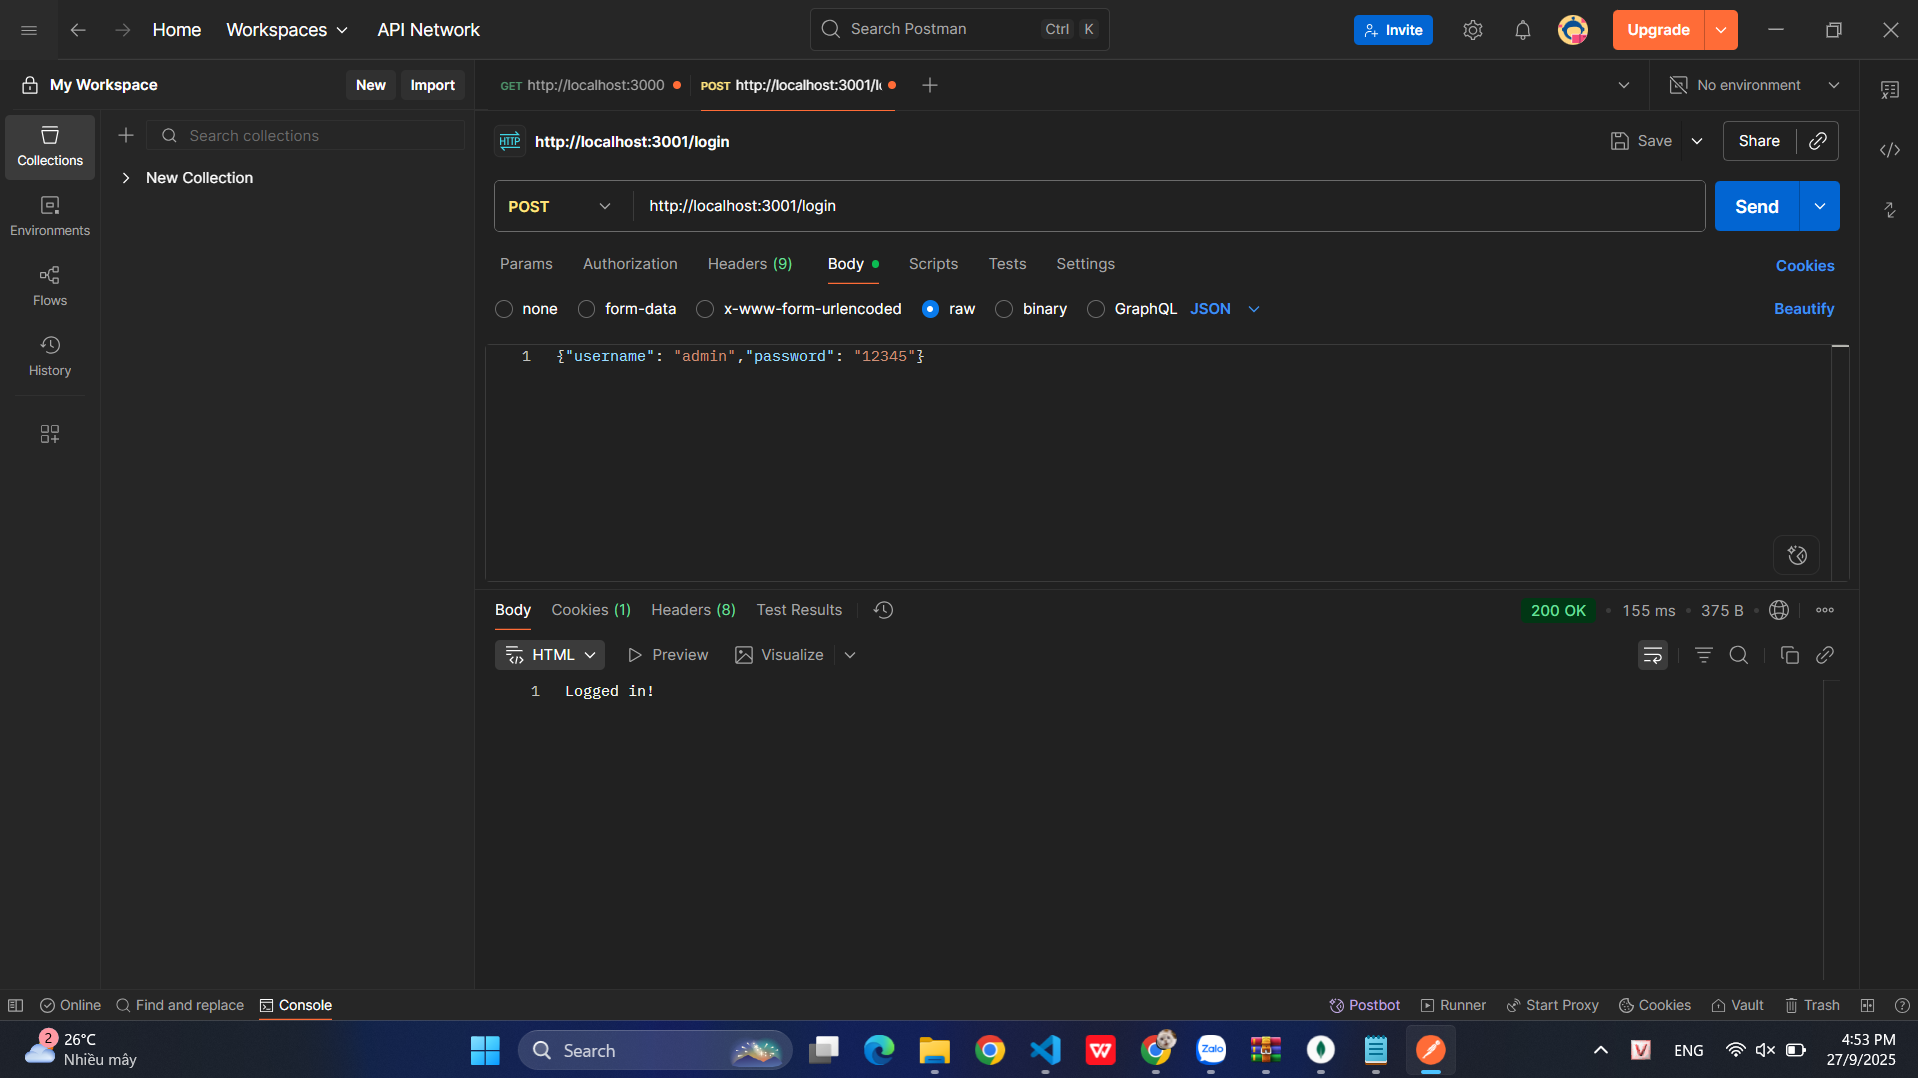 Home Workspaces API Network Search Postman Ctrl K Invite Upgrade
My Workspace New Import GET http://localhost:3000 POST http://localhost:3001/l No environment
Search collections HTTP http://localhost:3001/login Save Share
Collections
New Collection
POST http://localhost:3001/login Send
Environments
Params Authorization Headers (9) Body Scripts Tests Settings Cookies
Flows
none form-data x-www-form-urlencoded raw binary GraphQL JSON Beautify
1 {"username": "admin","password": "12345"}
History
Body Cookies (1) Headers (8) Test Results 200 OK 155 ms 375 B
HTML Preview Visualize
1 Logged in!
Online Find and replace Console Postbot Runner Start Proxy Cookies Vault Trash
2 26°C Search Zalo ENG 4:53 PM
Nhiều mây 27/9/2025